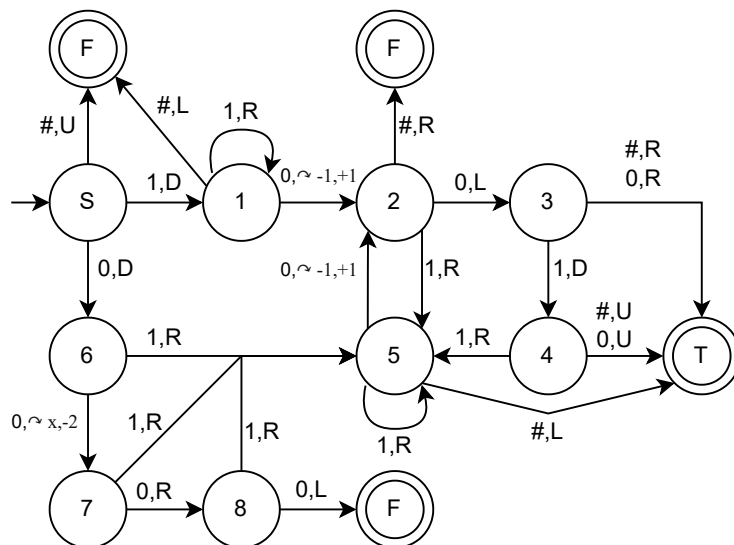 F
F
#,U
#,L
1,R
#,R
#,R
0,R
0,↷ -1,+1
S
1,D
1
2
0,L
3
0,D
0,↷ -1,+1
1,R
1,D
#,U
0,U
6
1,R
5
1,R
4
T
0,↷ x,-2
1,R
1,R
1,R
#,L
7
0,R
8
0,L
F